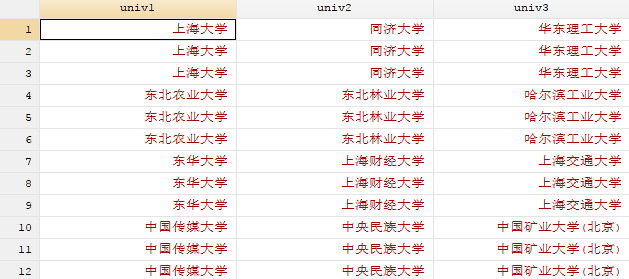 univ1 univ2 univ3
1 上海大学 同济大学 华东理工大学
2 上海大学 同济大学 华东理工大学
3 上海大学 同济大学 华东理工大学
4 东北农业大学 东北林业大学 哈尔滨工业大学
5 东北农业大学 东北林业大学 哈尔滨工业大学
6 东北农业大学 东北林业大学 哈尔滨工业大学
7 东华大学 上海财经大学 上海交通大学
8 东华大学 上海财经大学 上海交通大学
9 东华大学 上海财经大学 上海交通大学
10 中国传媒大学 中央民族大学 中国矿业大学(北京)
11 中国传媒大学 中央民族大学 中国矿业大学(北京)
12 中国传媒大学 中央民族大学 中国矿业大学(北京)